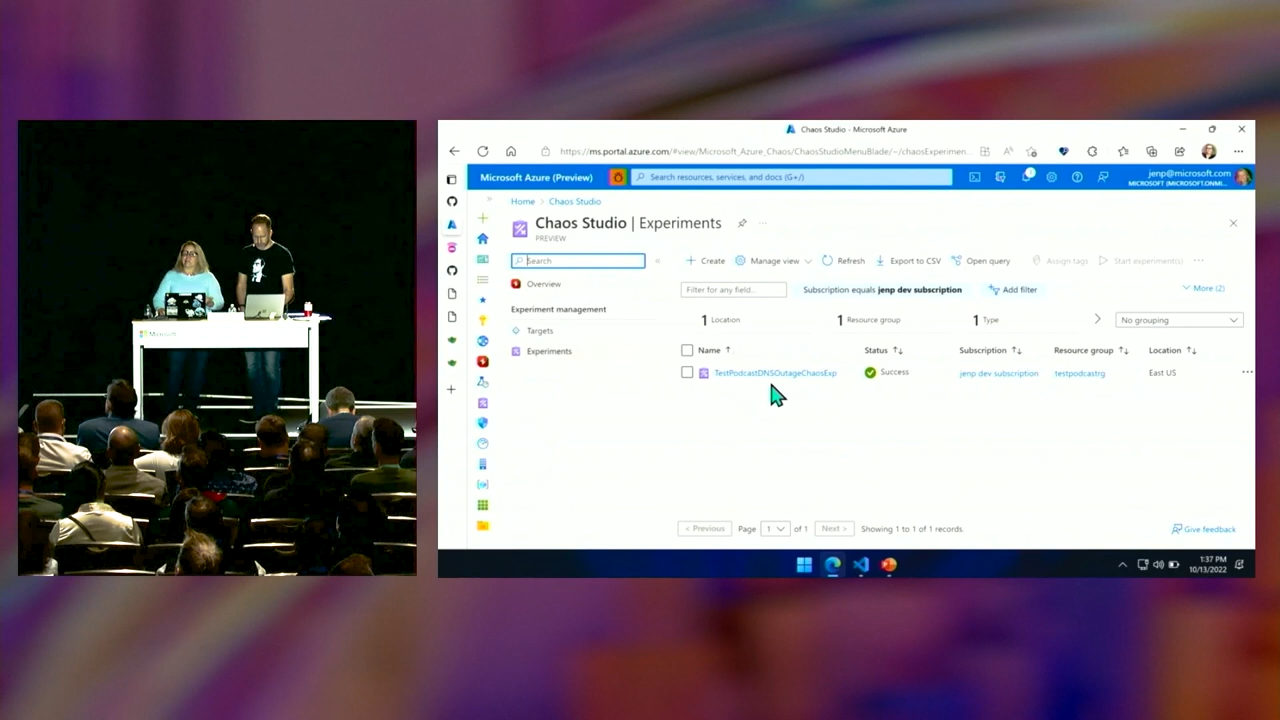 Microsoft
Chaos Studio - Microsoft Azure
https://ms.portal.azure.com/#view/Microsoft_Azure_Chaos/ChaosStudioMenuBlade/~/chaosExperimen...
Microsoft Azure (Preview)
Search resources, services, and docs (G+/)
1
jenp@microsoft.com
MICROSOFT (MICROSOFT.ONMI...
Home > Chaos Studio
Chaos Studio | Experiments
PREVIEW
Search
Create
Manage view
Refresh
Export to CSV
Open query
Assign tags
Start experiment(s)
Overview
Experiment management
Targets
Experiments
Filter for any field...
Subscription equals jenp dev subscription
Add filter
More (2)
1 Location
1 Resource group
1 Type
No grouping
Name ↑
Status ↑↓
Subscription ↑↓
Resource group ↑↓
Location ↑↓
TestPodcastDNSOutageChaosExp
Success
jenp dev subscription
testpodcastrg
East US
< Previous
Page 1 of 1
Next >
Showing 1 to 1 of 1 records.
Give feedback
1:37 PM
10/13/2022